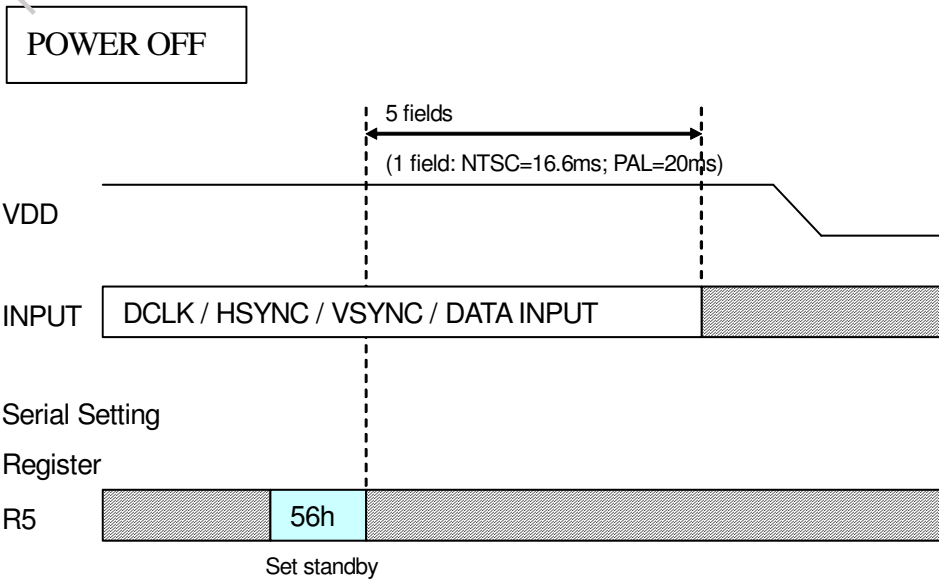 POWER OFF
5 fields
(1 field: NTSC=16.6ms; PAL=20ms)
VDD
INPUT
DCLK / HSYNC / VSYNC / DATA INPUT
Serial Setting
Register
R5
56h
Set standby